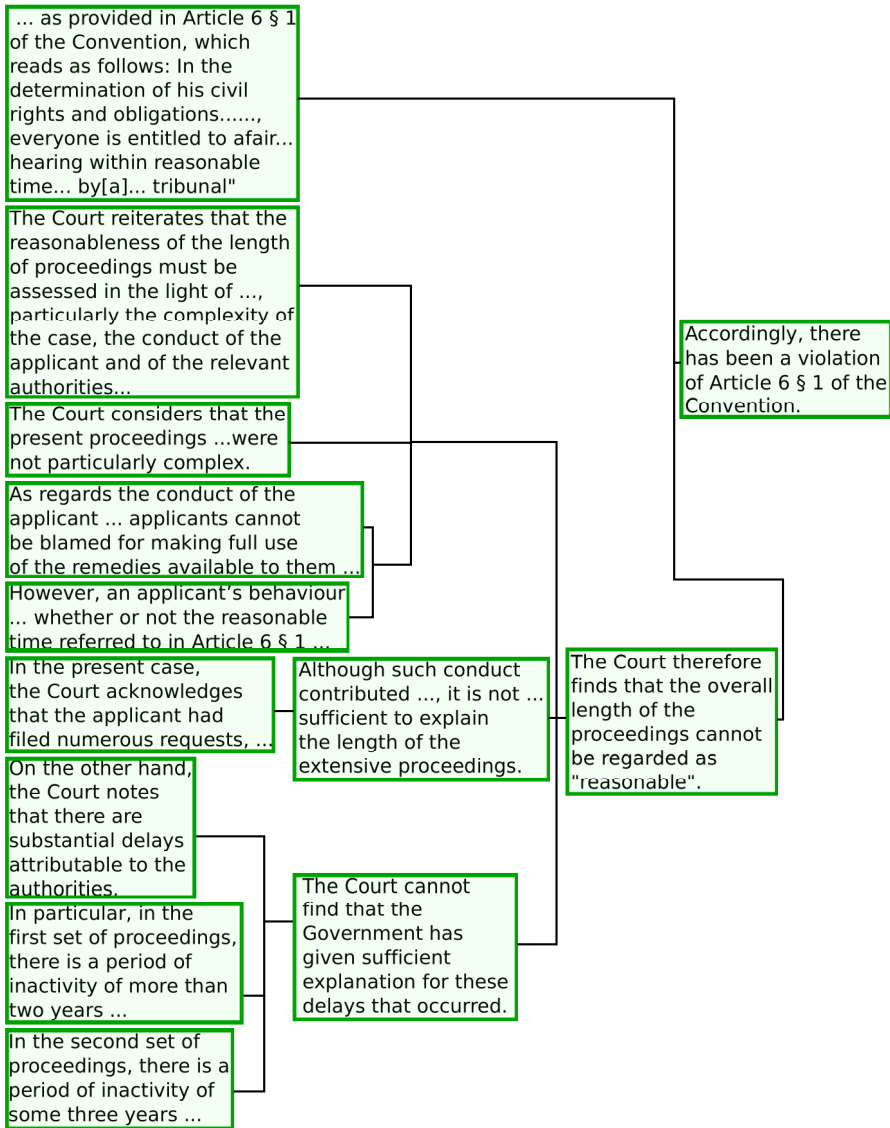 ... as provided in Article 6 § 1
of the Convention, which
reads as follows: In the
determination of his civil
rights and obligations......,
everyone is entitled to afair...
hearing within reasonable
time... by[a]... tribunal"
The Court reiterates that the
reasonableness of the length
of proceedings must be
assessed in the light of ...,
particularly the complexity of
the case, the conduct of the
applicant and of the relevant
authorities...
The Court considers that the
present proceedings ...were
not particularly complex.
As regards the conduct of the
applicant ... applicants cannot
be blamed for making full use
of the remedies available to them ...
However, an applicant’s behaviour
... whether or not the reasonable
time referred to in Article 6 § 1 ...
In the present case,
the Court acknowledges
that the applicant had
filed numerous requests, ...
On the other hand,
the Court notes
that there are
substantial delays
attributable to the
authorities.
In particular, in the
first set of proceedings,
there is a period of
inactivity of more than
two years ...
In the second set of
proceedings, there is a
period of inactivity of
some three years ...
Although such conduct
contributed ..., it is not ...
sufficient to explain
the length of the
extensive proceedings.
The Court cannot
find that the
Government has
given sufficient
explanation for these
delays that occurred.
The Court therefore
finds that the overall
length of the
proceedings cannot
be regarded as
"reasonable".
Accordingly, there
has been a violation
of Article 6 § 1 of the
Convention.